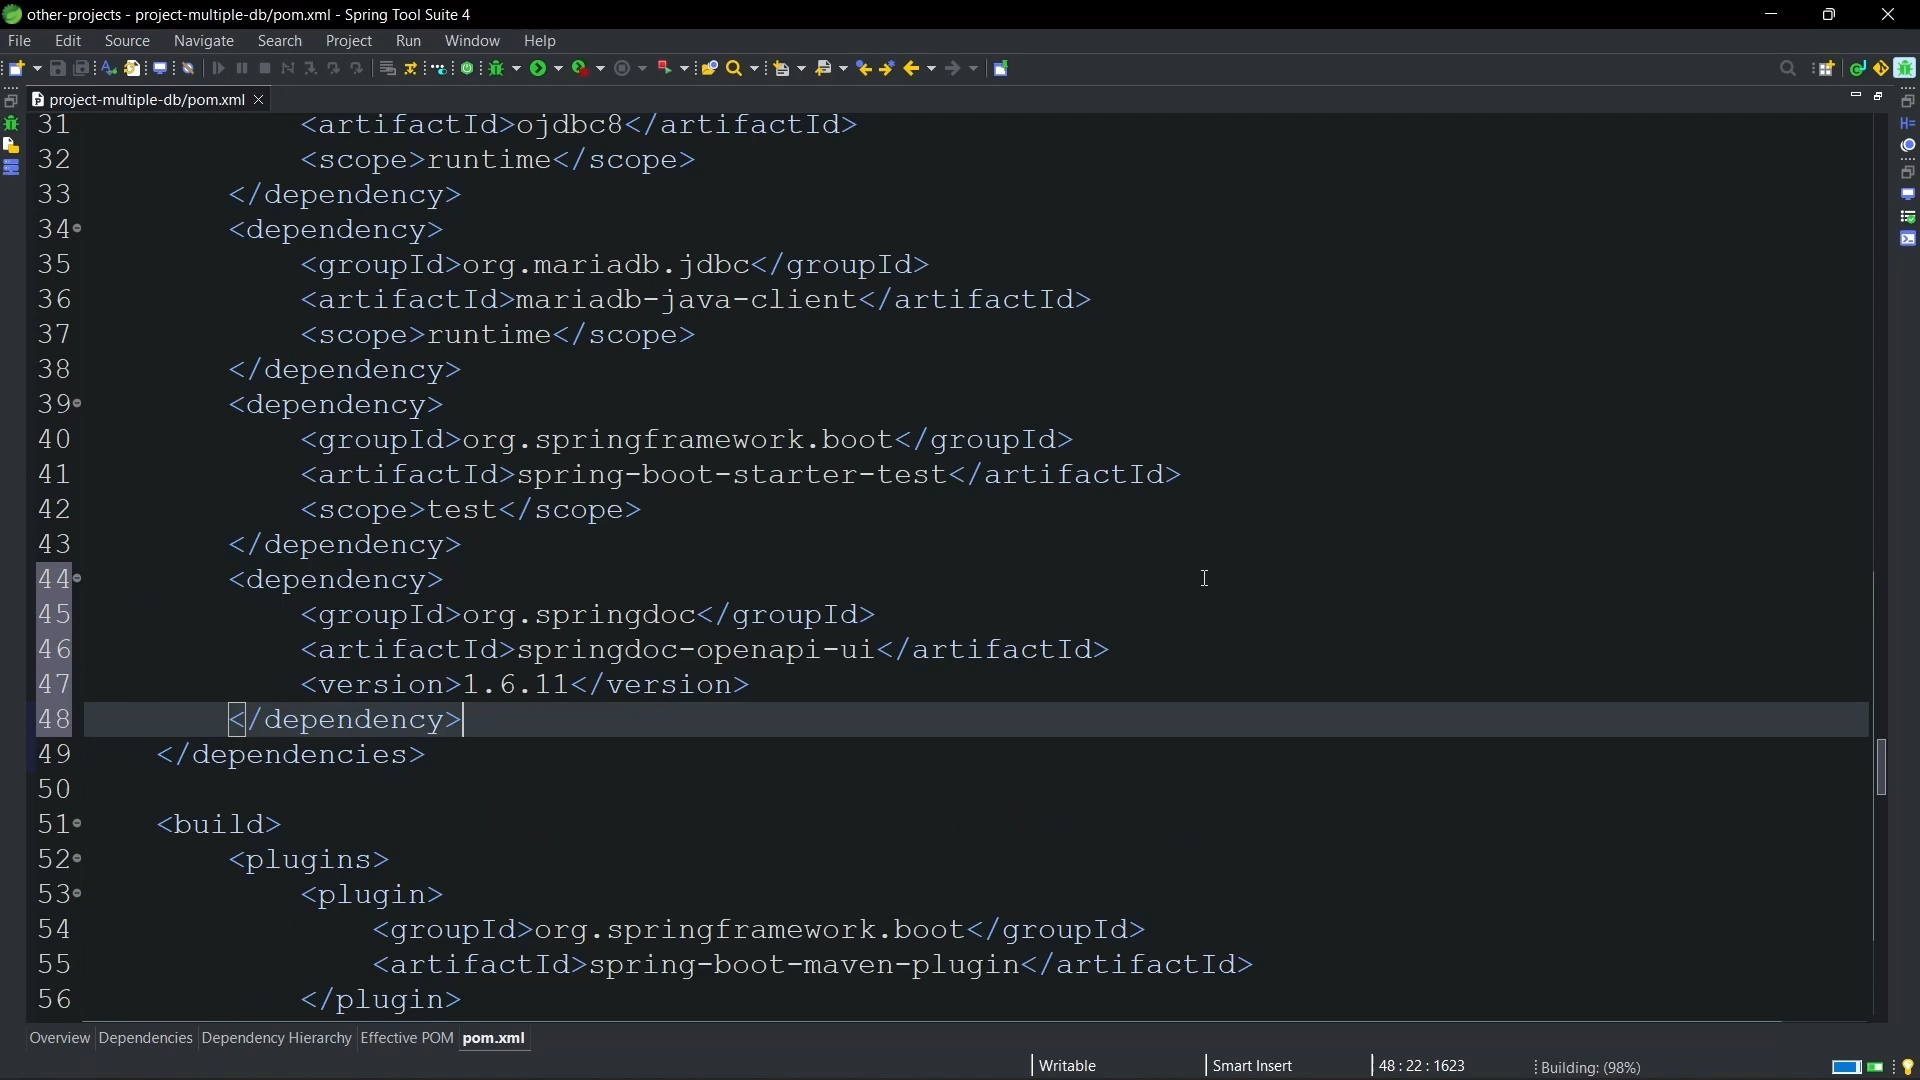 other-projects - project-multiple-db/pom.xml - Spring Tool Suite 4
File Edit Source Navigate Search Project Run Window Help
project-multiple-db/pom.xml
31 <artifactId>ojdbc8</artifactId>
32 <scope>runtime</scope>
33 </dependency>
34 <dependency>
35 <groupId>org.mariadb.jdbc</groupId>
36 <artifactId>mariadb-java-client</artifactId>
37 <scope>runtime</scope>
38 </dependency>
39 <dependency>
40 <groupId>org.springframework.boot</groupId>
41 <artifactId>spring-boot-starter-test</artifactId>
42 <scope>test</scope>
43 </dependency>
44 <dependency>
45 <groupId>org.springdoc</groupId>
46 <artifactId>springdoc-openapi-ui</artifactId>
47 <version>1.6.11</version>
48 </dependency>
49 </dependencies>
50
51 <build>
52 <plugins>
53 <plugin>
54 <groupId>org.springframework.boot</groupId>
55 <artifactId>spring-boot-maven-plugin</artifactId>
56 </plugin>
Overview Dependencies Dependency Hierarchy Effective POM pom.xml
Writable Smart Insert 48 : 22 : 1623 Building: (98%)